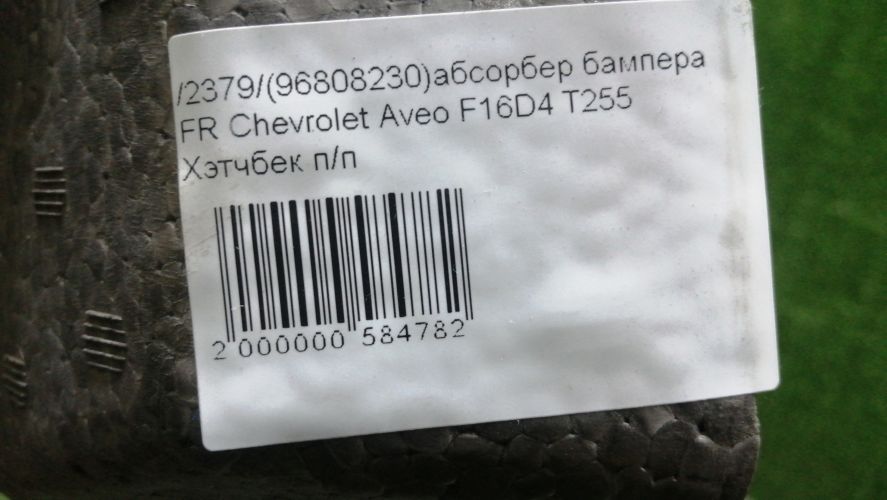 /2379/(96808230)абсорбер бампера
FR Chevrolet Aveo F16D4 T255
Хэтчбек п/п
2 000000 584782